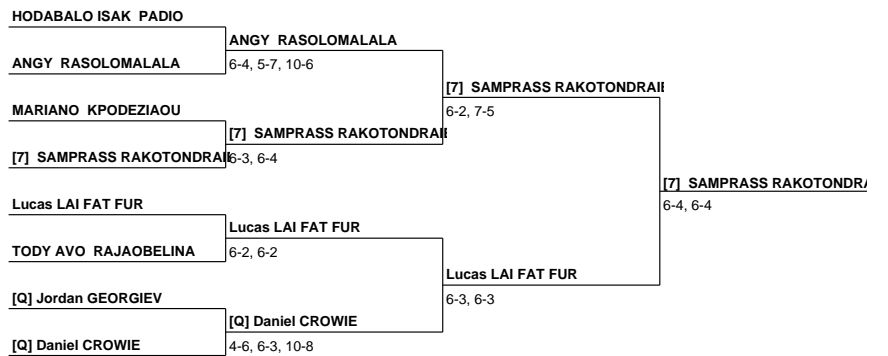 HODABALO ISAK PADIO
ANGY RASOLOMALALA
ANGY RASOLOMALALA
6-4, 5-7, 10-6
[7] SAMPRASS RAKOTONDRAI
6-2, 7-5
MARIANO KPODEZIAOU
[7] SAMPRASS RAKOTONDRAI
[7] SAMPRASS RAKOTONDRAI
6-3, 6-4
[7] SAMPRASS RAKOTONDRA
6-4, 6-4
Lucas LAI FAT FUR
Lucas LAI FAT FUR
TODY AVO RAJAOBELINA
6-2, 6-2
Lucas LAI FAT FUR
6-3, 6-3
[Q] Jordan GEORGIEV
[Q] Daniel CROWIE
[Q] Daniel CROWIE
4-6, 6-3, 10-8